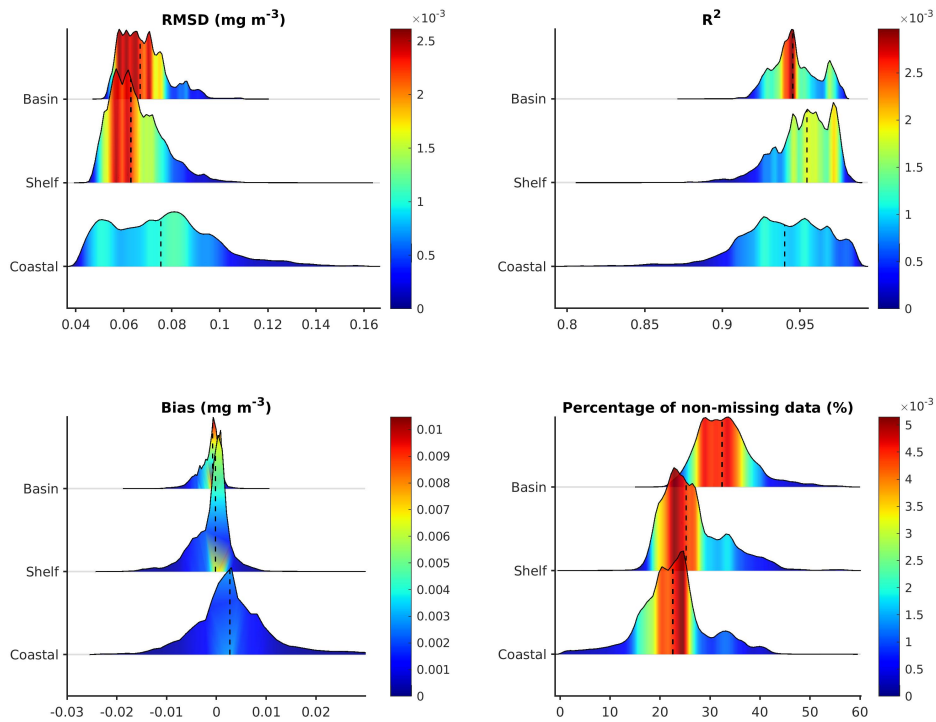 RMSD (mg m-3)
×10-3
Basin
Shelf
Coastal
0.04 0.06 0.08 0.1 0.12 0.14 0.16
2.5
2
1.5
1
0.5
0
R2
×10-3
Basin
Shelf
Coastal
0.8 0.85 0.9 0.95
2.5
2
1.5
1
0.5
0
Bias (mg m-3)
Basin
Shelf
Coastal
-0.03 -0.02 -0.01 0 0.01 0.02
0.01
0.009
0.008
0.007
0.006
0.005
0.004
0.003
0.002
0.001
0
Percentage of non-missing data (%)
×10-3
Basin
Shelf
Coastal
0 10 20 30 40 50 60
5
4.5
4
3.5
3
2.5
2
1.5
1
0.5
0